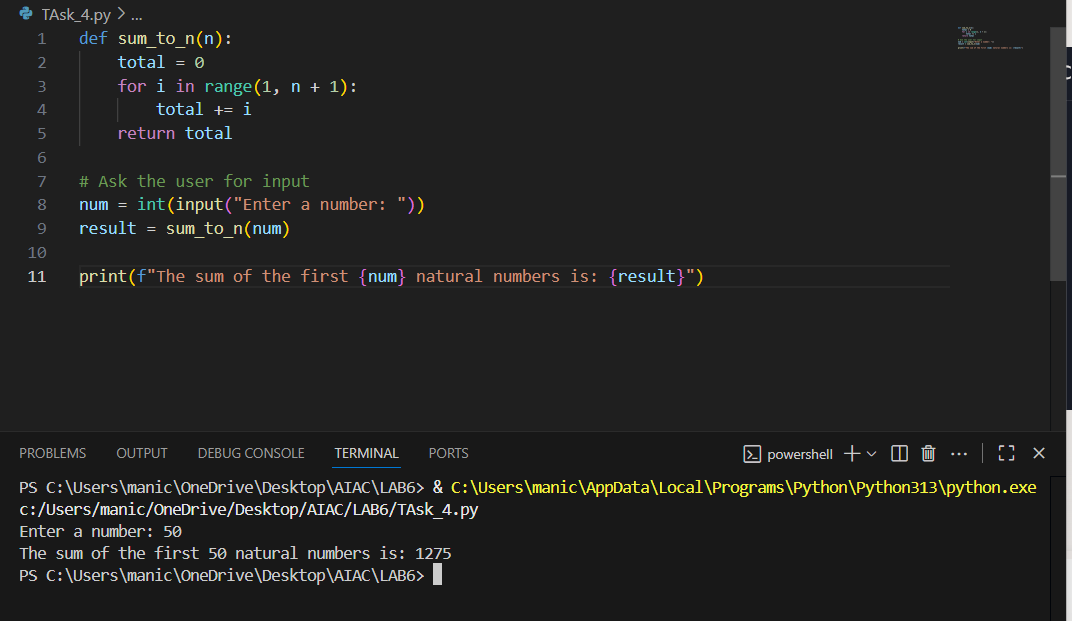 TAsk_4.py > ...
1 def sum_to_n(n):
2     total = 0
3     for i in range(1, n + 1):
4         total += i
5     return total
6
7 # Ask the user for input
8 num = int(input("Enter a number: "))
9 result = sum_to_n(num)
10
11 print(f"The sum of the first {num} natural numbers is: {result}")
PROBLEMS OUTPUT DEBUG CONSOLE TERMINAL PORTS powershell
PS C:\Users\manic\OneDrive\Desktop\AIAC\LAB6> & C:\Users\manic\AppData\Local\Programs\Python\Python313\python.exe
c:/Users/manic/OneDrive/Desktop/AIAC/LAB6/TAsk_4.py
Enter a number: 50
The sum of the first 50 natural numbers is: 1275
PS C:\Users\manic\OneDrive\Desktop\AIAC\LAB6>